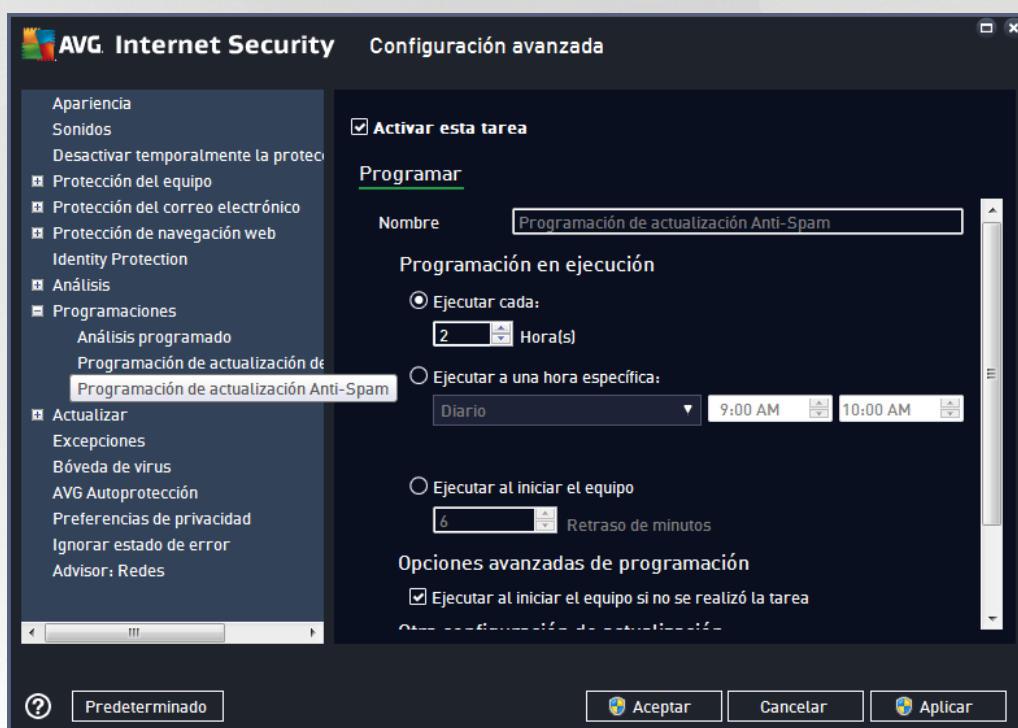 AVG. Internet Security Configuración avanzada
Apariencia
Sonidos
Desactivar temporalmente la protec
Protección del equipo
Protección del correo electrónico
Protección de navegación web
Identity Protection
Análisis
Programaciones
Análisis programado
Programación de actualización de
Programación de actualización Anti-Spam
Actualizar
Excepciones
Bóveda de virus
AVG Autoprotección
Preferencias de privacidad
Ignorar estado de error
Advisor: Redes
Activar esta tarea
Programar
Nombre Programación de actualización Anti-Spam
Programación en ejecución
Ejecutar cada:
2 Hora(s)
Ejecutar a una hora específica:
Diario 9:00 AM 10:00 AM
Ejecutar al iniciar el equipo
6 Retraso de minutos
Opciones avanzadas de programación
Ejecutar al iniciar el equipo si no se realizó la tarea
Otra configuración de actualización
? Predeterminado Aceptar Cancelar Aplicar